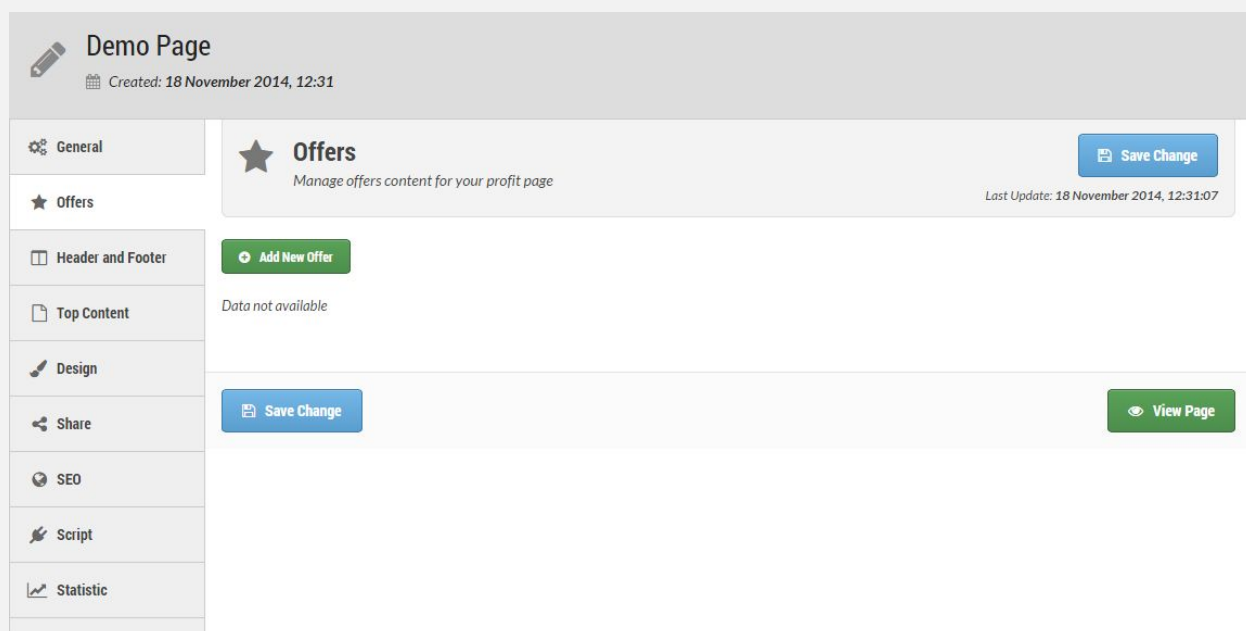 Demo Page
Created: 18 November 2014, 12:31
General
Offers
Header and Footer
Top Content
Design
Share
SEO
Script
Statistic
Offers
Manage offers content for your profit page
Save Change
Last Update: 18 November 2014, 12:31:07
Add New Offer
Data not available
Save Change
View Page